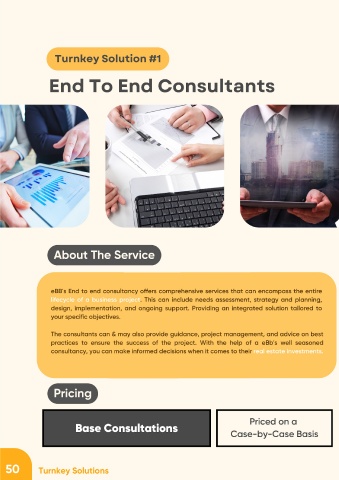 Turnkey Solution #1
End To End Consultants
About The Service
eBB's End to end consultancy offers comprehensive services that can encompass the entire
lifecycle of a business project. This can include needs assessment, strategy and planning,
design, implementation, and ongoing support. Providing an integrated solution tailored to
your specific objectives.
The consultants can & may also provide guidance, project management, and advice on best
practices to ensure the success of the project. With the help of a eBb's well seasoned
consultancy, you can make informed decisions when it comes to their real estate investments.
Pricing
Base Consultations
Priced on a
Case-by-Case Basis
50 Turnkey Solutions